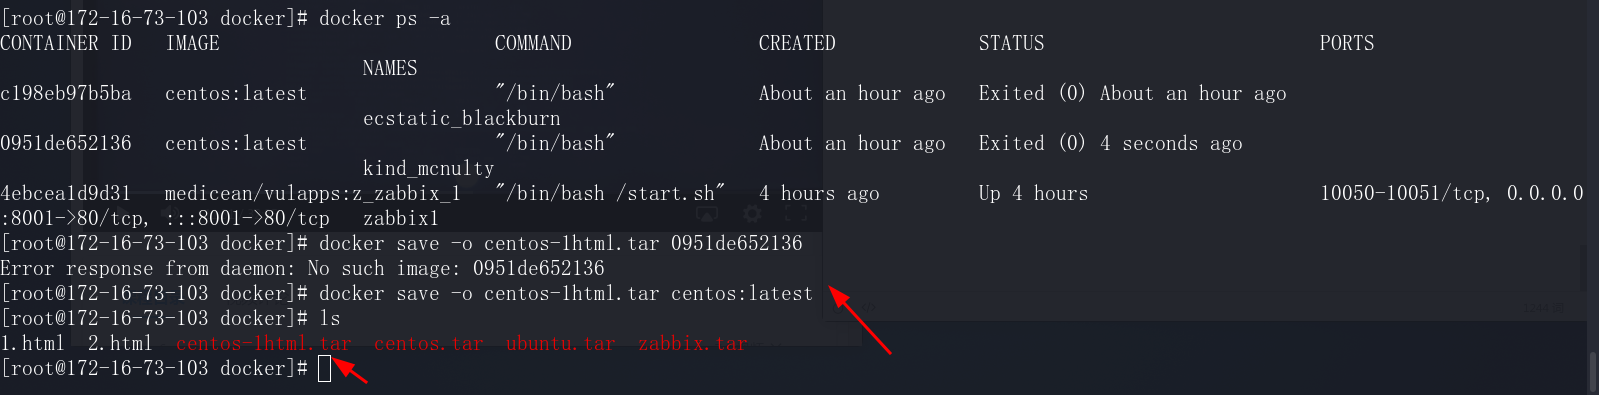 [root@172-16-73-103 docker]# docker ps -a
CONTAINER ID   IMAGE                         COMMAND                 CREATED             STATUS                         PORTS
                                 NAMES
c198eb97b5ba   centos:latest                 "/bin/bash"             About an hour ago   Exited (0) About an hour ago
                                 ecstatic_blackburn
0951de652136   centos:latest                 "/bin/bash"             About an hour ago   Exited (0) 4 seconds ago
                                 kind_mcnulty
4ebcea1d9d31   medicean/vulapps:z_zabbix_1   "/bin/bash /start.sh"   4 hours ago         Up 4 hours                     10050-10051/tcp, 0.0.0.0
:8001->80/tcp, :::8001->80/tcp   zabbix1
[root@172-16-73-103 docker]# docker save -o centos-1html.tar 0951de652136
Error response from daemon: No such image: 0951de652136
[root@172-16-73-103 docker]# docker save -o centos-1html.tar centos:latest
[root@172-16-73-103 docker]# ls
1.html  2.html  centos-1html.tar  centos.tar  ubuntu.tar  zabbix.tar
[root@172-16-73-103 docker]#